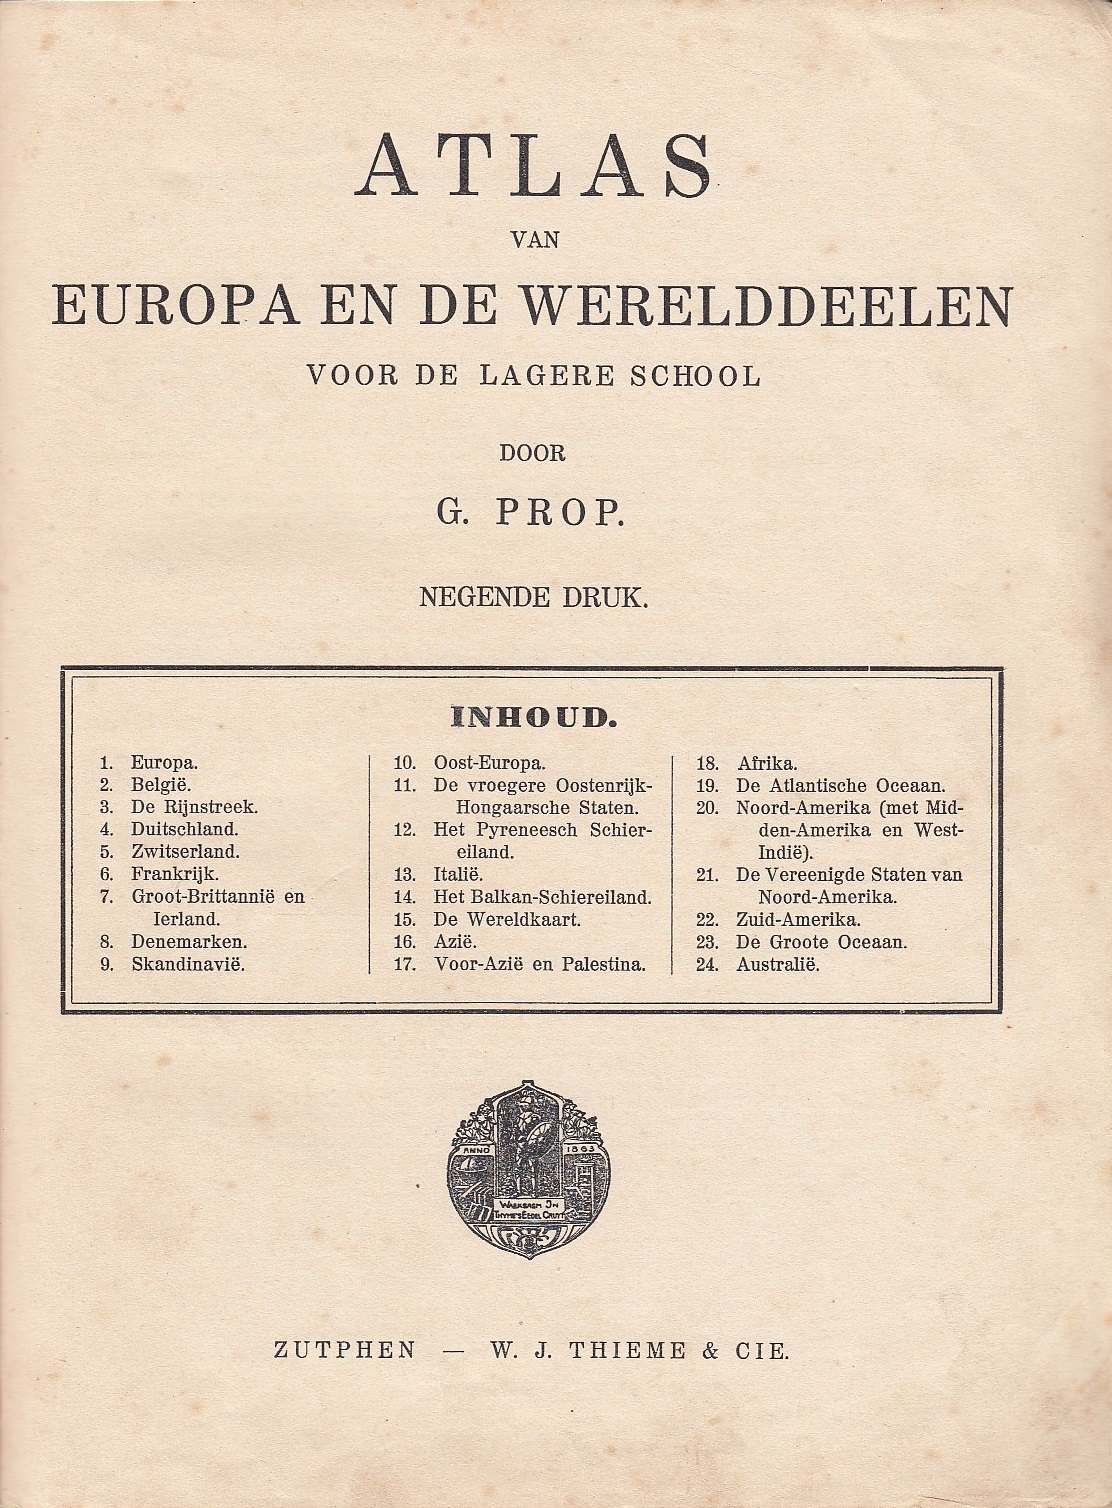 ATLAS
VAN
EUROPA EN DE WERELDDEELEN
VOOR DE LAGERE SCHOOL
DOOR
G. PROP.
NEGENDE DRUK.
INHOUD.
1. Europa.
2. België.
3. De Rijnstreek.
4. Duitschland.
5. Zwitserland.
6. Frankrijk.
7. Groot-Brittannië en
Ierland.
8. Denemarken.
9. Skandinavië.
10. Oost-Europa.
11. De vroegere Oostenrijk-
Hongaarsche Staten.
12. Het Pyreneesch Schier-
eiland.
13. Italië.
14. Het Balkan-Schiereiland.
15. De Wereldkaart.
16. Azië.
17. Voor-Azië en Palestina.
18. Afrika.
19. De Atlantische Oceaan.
20. Noord-Amerika (met Mid-
den-Amerika en West-
Indië).
21. De Vereenigde Staten van
Noord-Amerika.
22. Zuid-Amerika.
23. De Groote Oceaan.
24. Australië.
ANNO 1863
ZUTPHEN — W. J. THIEME & CIE.